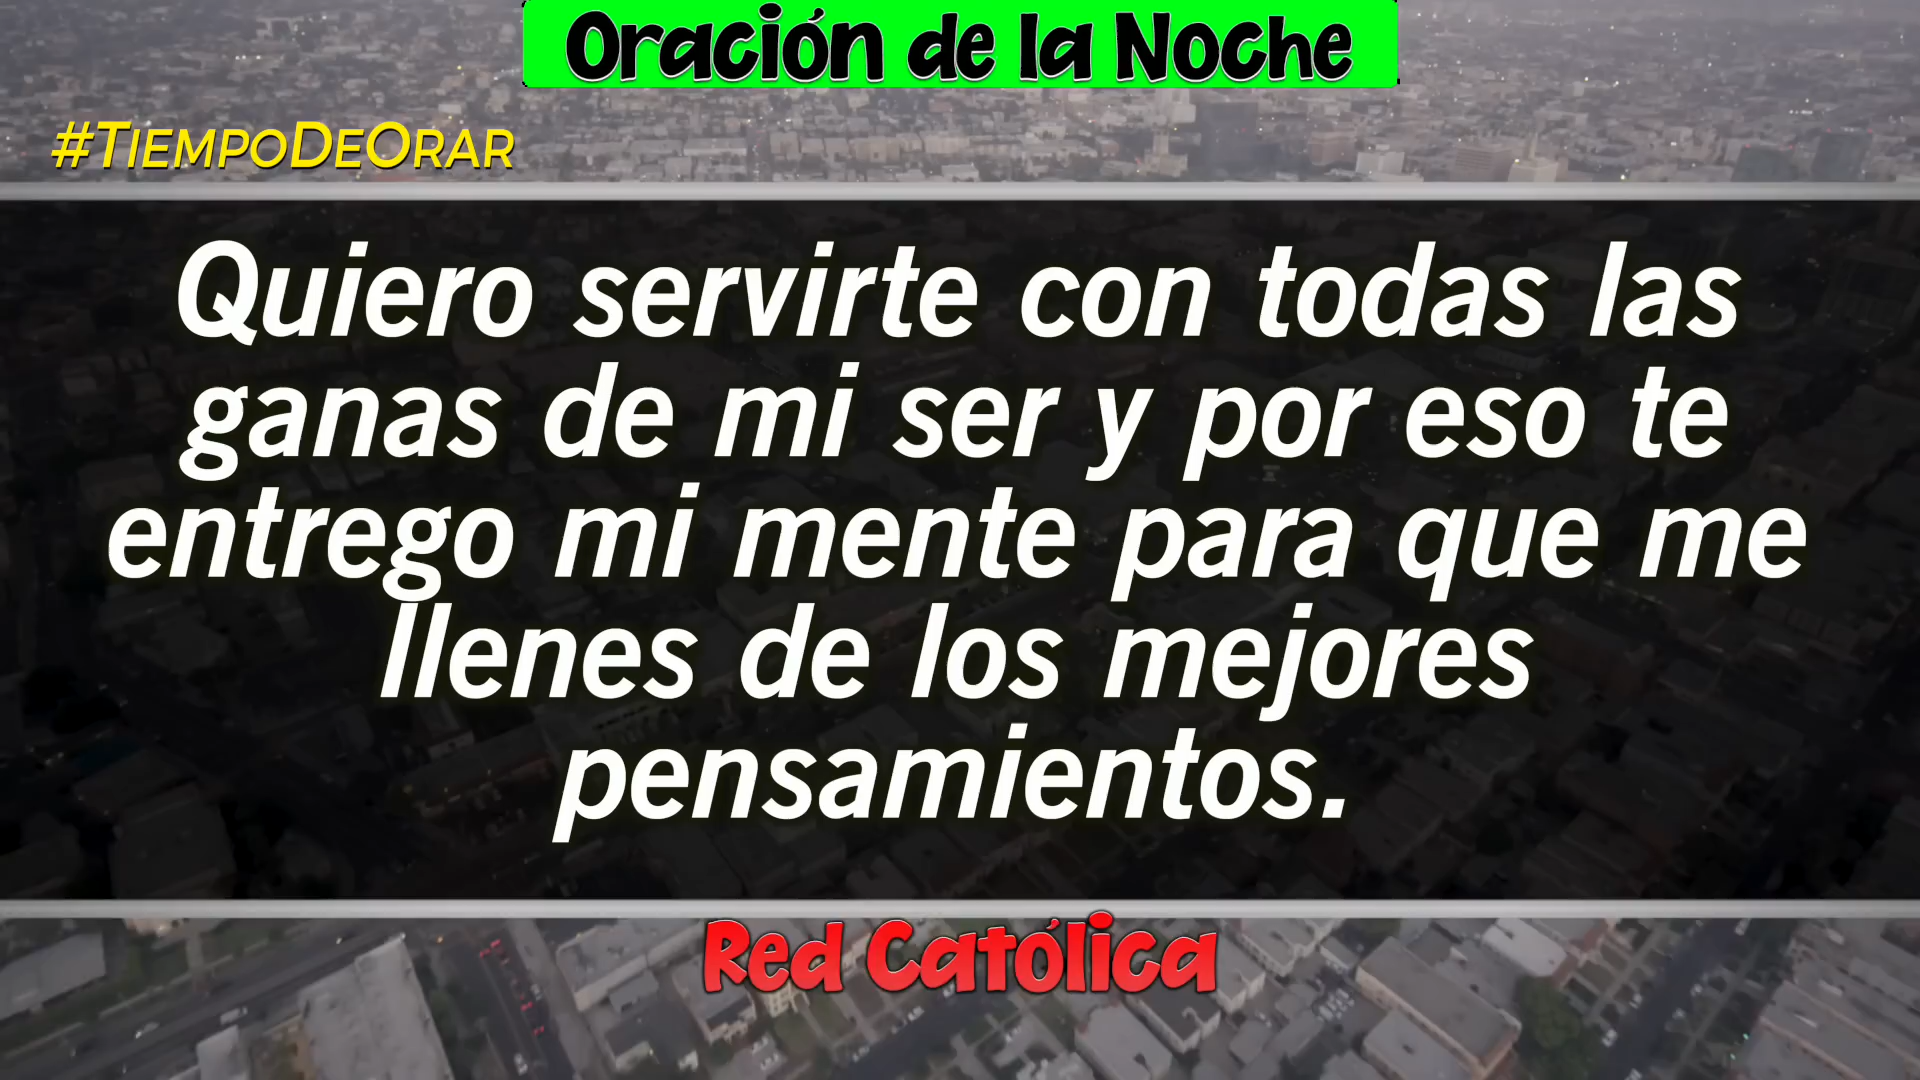 Oración de la Noche
#TiempoDeOrar
Quiero servirte con todas las
ganas de mi ser y por eso te
entrego mi mente para que me
llenes de los mejores
pensamientos.
Red Católica